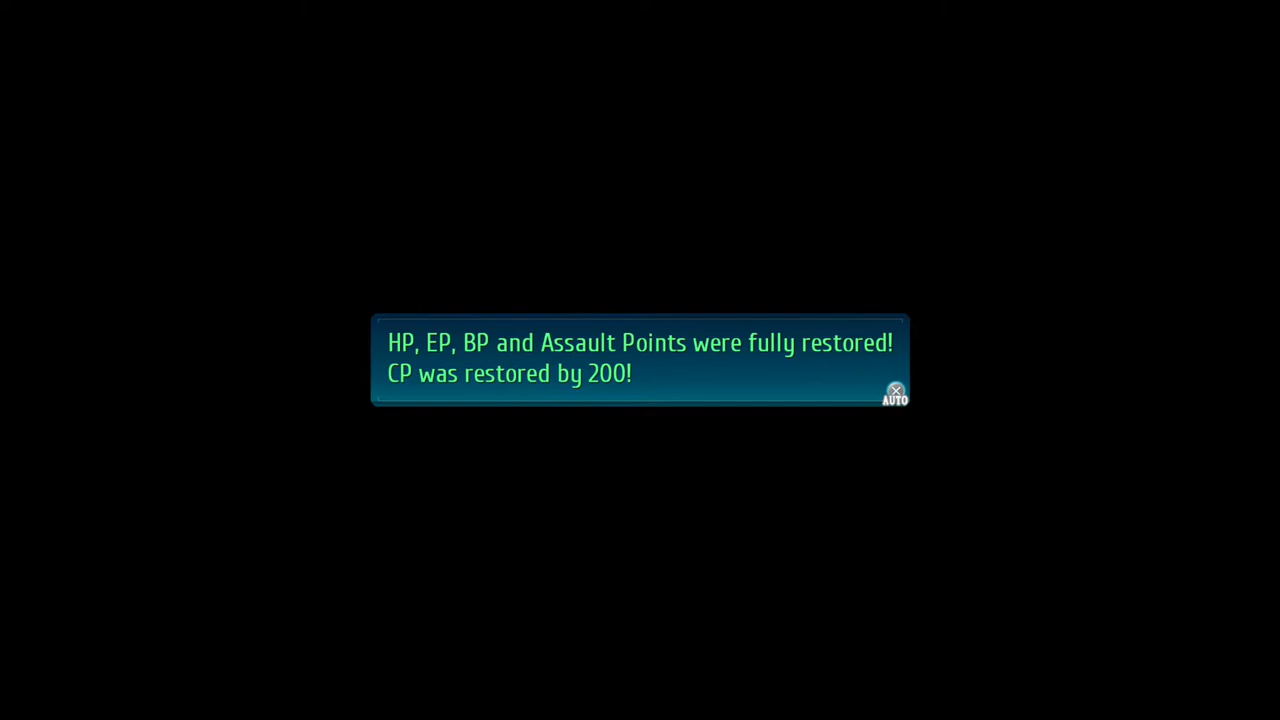 HP, EP, BP and Assault Points were fully restored!
CP was restored by 200!
AUTO